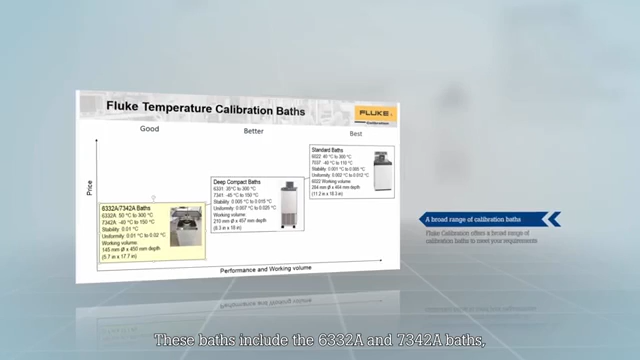 Fluke Temperature Calibration Baths
FLUKE
Calibration
Good
Better
Best
Price
Standard Baths
6022: 40 °C to 300 °C
7037: -40 to 110 °C
Stability: 0.001 to 0.005 °C
Uniformity: 0.002 to 0.012 °C
6022 Working volume:
284 mm ø x 464 mm depth
(11.2 in x 18.3 in)
Deep Compact Baths
6331: 35°C to 300 °C
7341: -45 °C to 150 °C
Stability: 0.005 to 0.015 °C
Uniformity: 0.007 to 0.025 °C
Working volume:
210 mm ø x 457 mm depth
(8.3 in x 18 in)
6332A/7342A Baths
6332A: 50 °C to 300 °C
7342A: -40 °C to 150 °C
Stability: 0.01 °C
Uniformity: 0.01 °C to 0.02 °C
Working volume:
145 mm ø x 450 mm depth
(5.7 in x 17.7 in)
Performance and Working volume
A broad range of calibration baths
Fluke Calibration offers a broad range of
calibration baths to meet your requirements
These baths include the 6332A and 7342A baths,